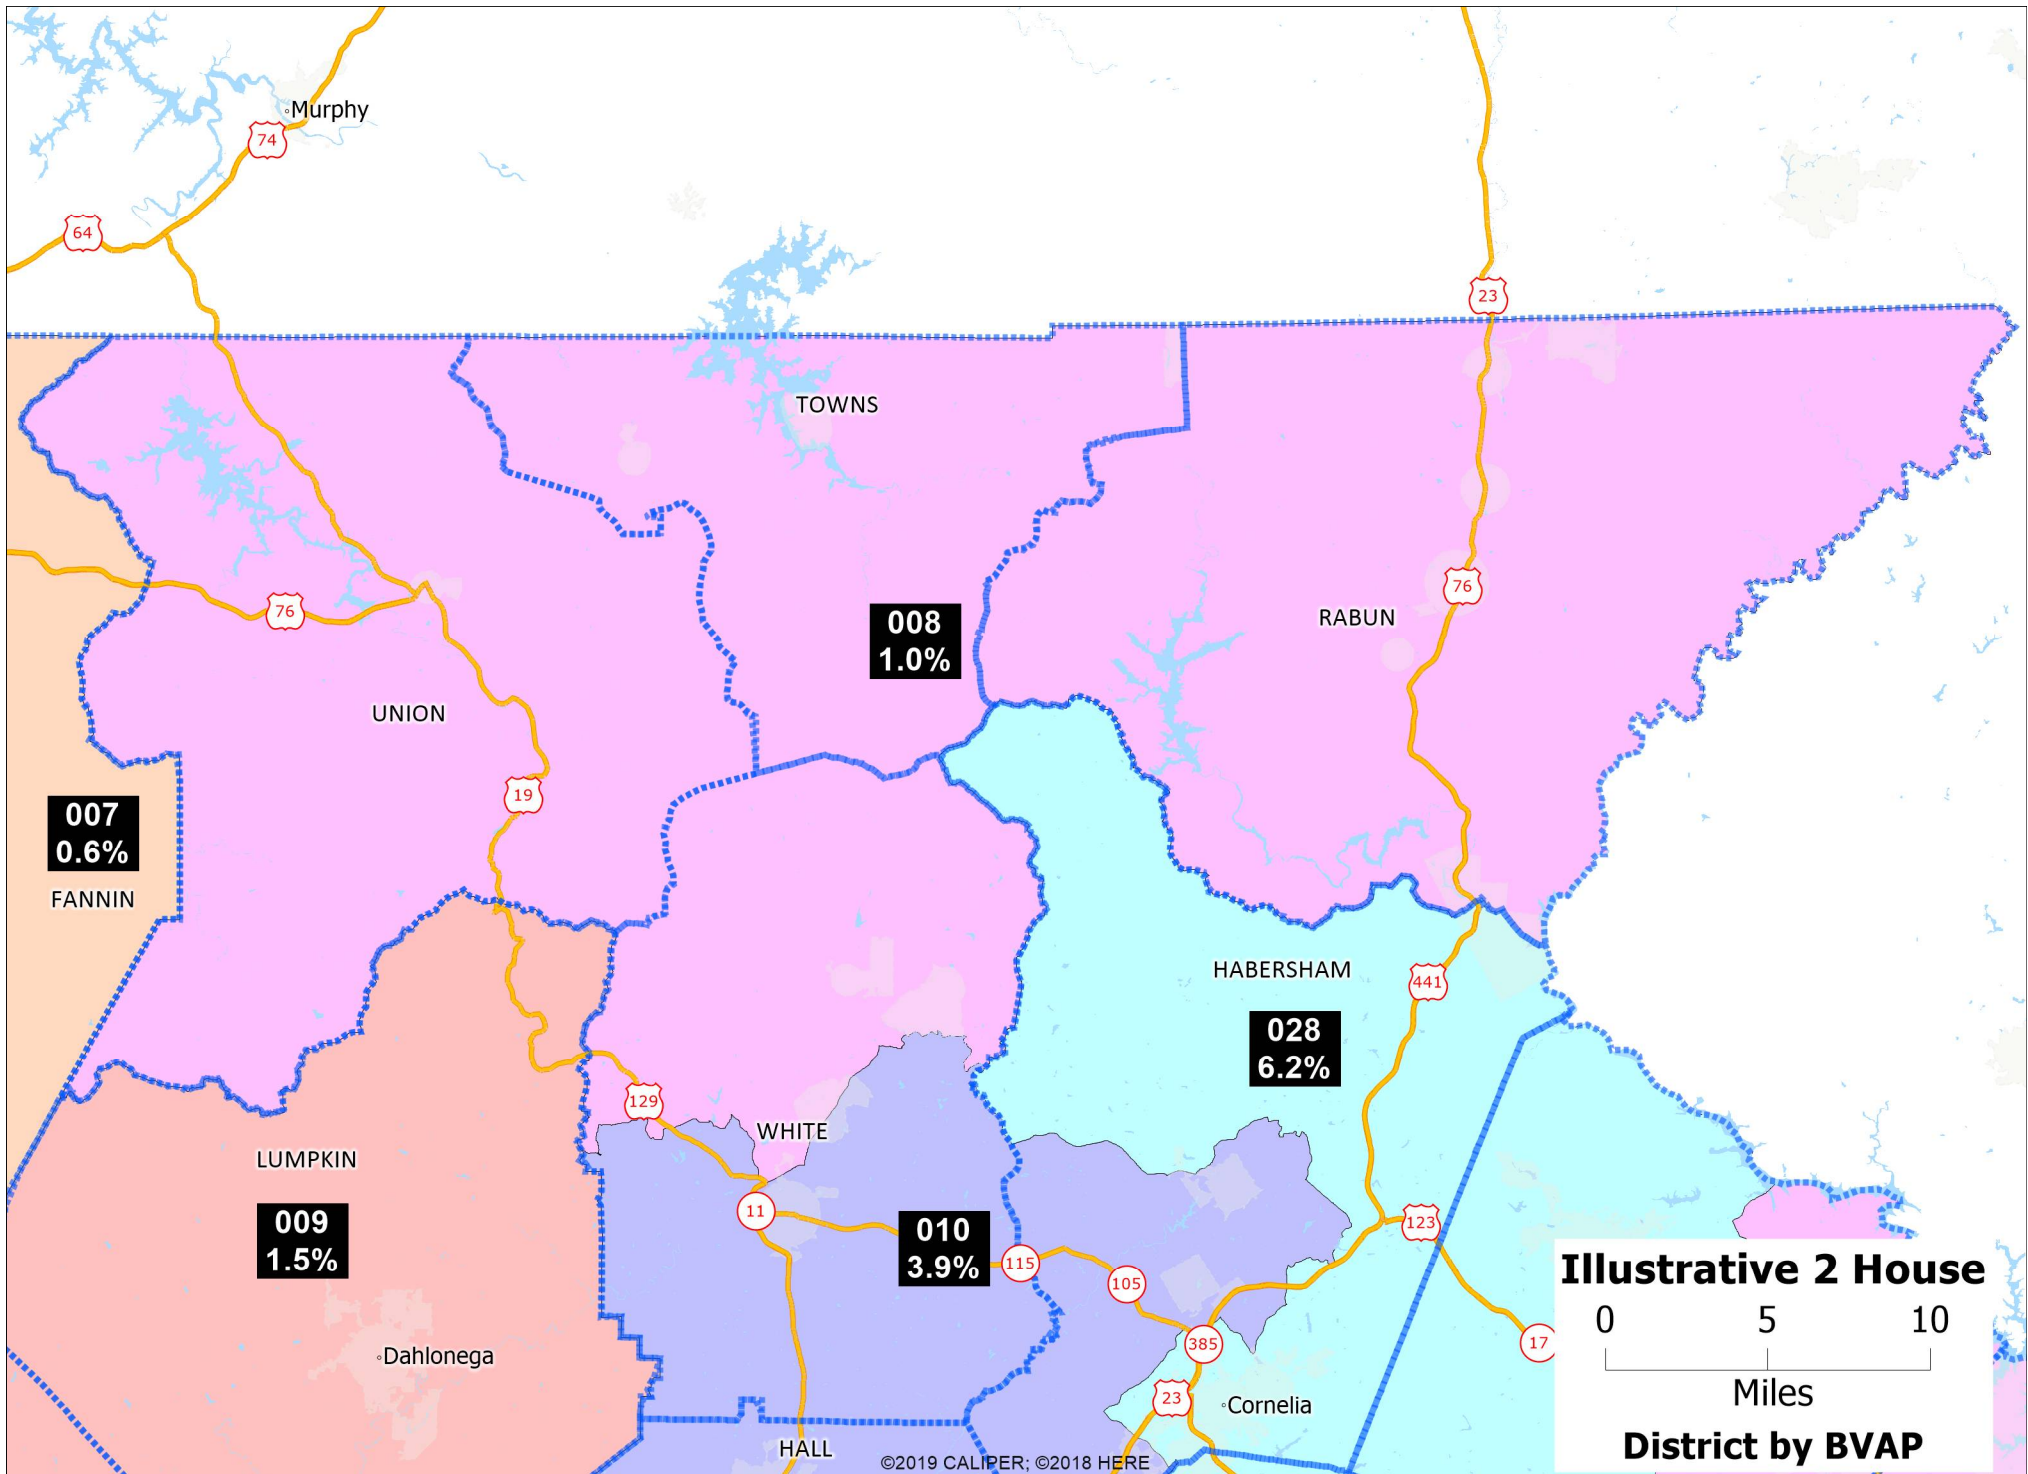 Murphy
74
64
23
TOWNS
76
76
008
1.0%
RABUN
UNION
19
007
0.6%
FANNIN
HABERSHAM
441
028
6.2%
129
WHITE
LUMPKIN
11
123
009
1.5%
010
3.9%
115
105
385
17
Dahlonega
23
Cornelia
HALL
©2019 CALIPER; ©2018 HERE
Illustrative 2 House
0 5 10
Miles
District by BVAP